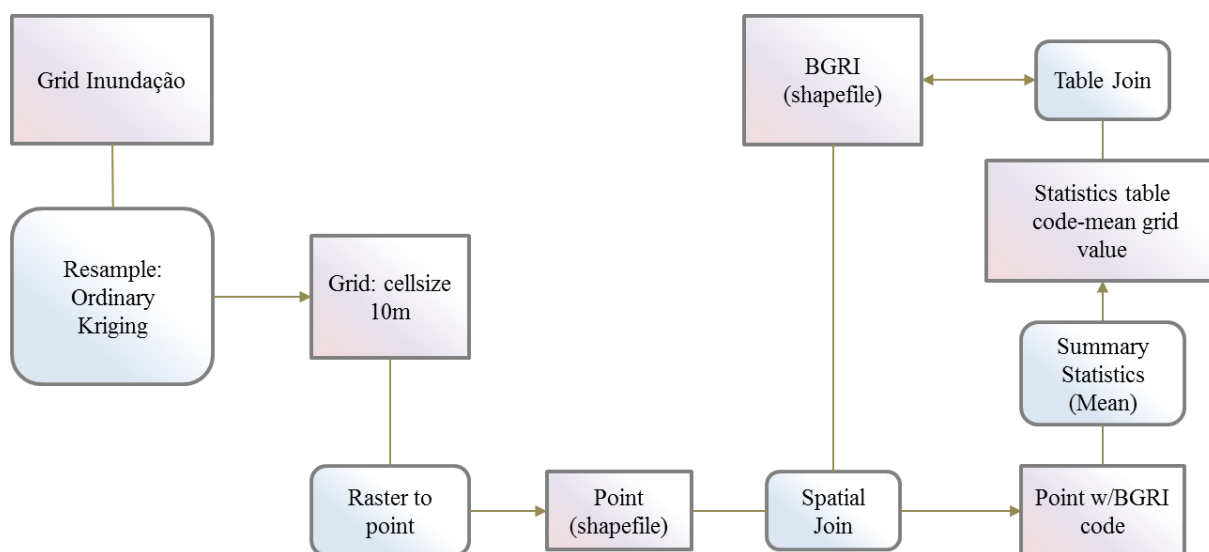 Grid Inundação
BGRI
(shapefile)
Table Join
Statistics table
code-mean grid
value
Resample:
Ordinary
Kriging
Grid: cellsize
10m
Summary
Statistics
(Mean)
Raster to
point
Point
(shapefile)
Spatial
Join
Point w/BGRI
code